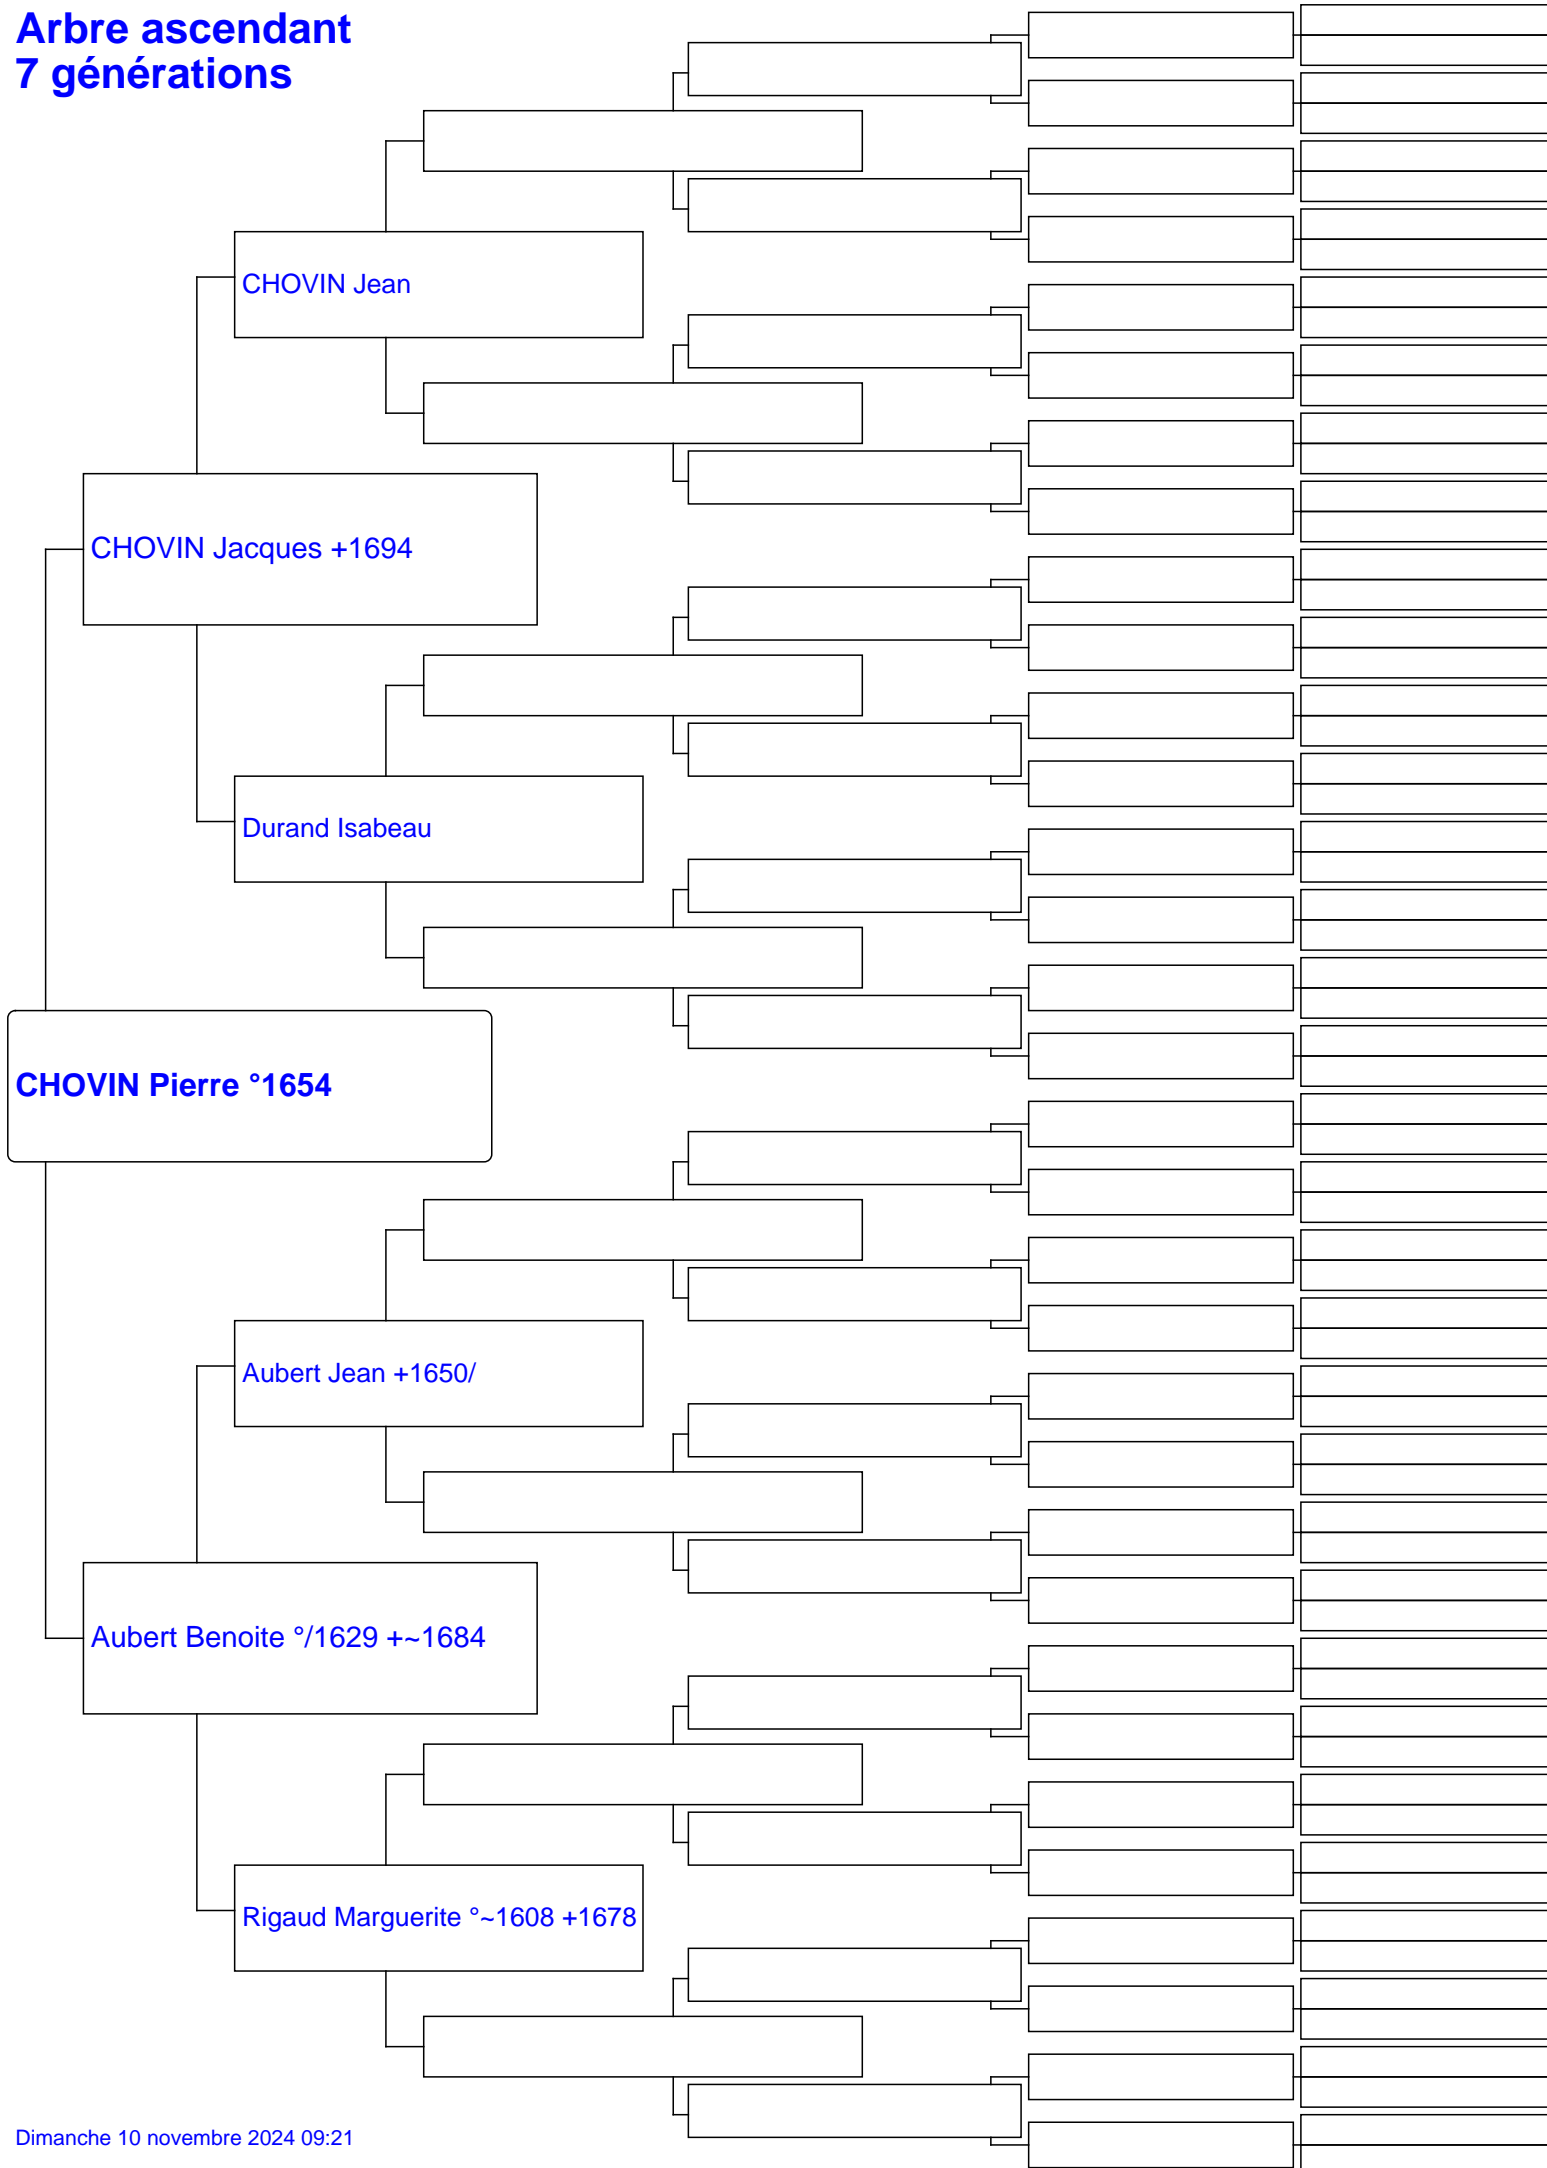 Arbre ascendant
7 générations
CHOVIN Jean
CHOVIN Jacques +1694
Durand Isabeau
CHOVIN Pierre °1654
Aubert Jean +1650/
Aubert Benoite °/1629 +~1684
Rigaud Marguerite °~1608 +1678
Dimanche 10 novembre 2024 09:21